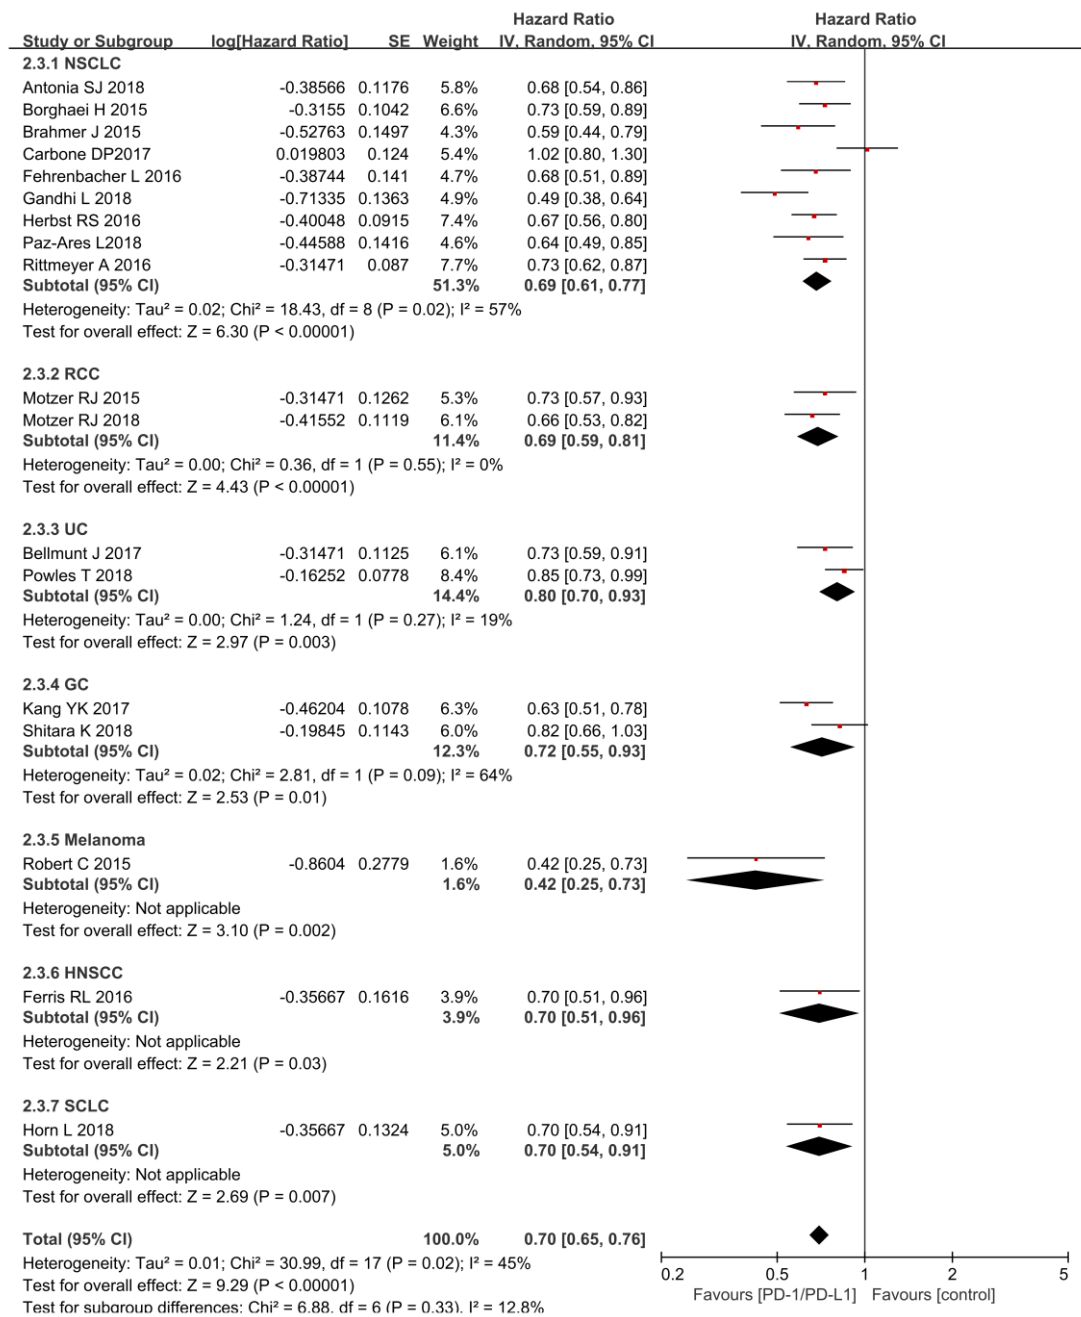 Hazard Ratio Hazard Ratio
Study or Subgroup log[Hazard Ratio] SE Weight IV, Random, 95% CI IV, Random, 95% CI
2.3.1 NSCLC
Antonia SJ 2018 -0.38566 0.1176 5.8% 0.68 [0.54, 0.86]
Borghaei H 2015 -0.3155 0.1042 6.6% 0.73 [0.59, 0.89]
Brahmer J 2015 -0.52763 0.1497 4.3% 0.59 [0.44, 0.79]
Carbone DP2017 0.019803 0.124 5.4% 1.02 [0.80, 1.30]
Fehrenbacher L 2016 -0.38744 0.141 4.7% 0.68 [0.51, 0.89]
Gandhi L 2018 -0.71335 0.1363 4.9% 0.49 [0.38, 0.64]
Herbst RS 2016 -0.40048 0.0915 7.4% 0.67 [0.56, 0.80]
Paz-Ares L2018 -0.44588 0.1416 4.6% 0.64 [0.49, 0.85]
Rittmeyer A 2016 -0.31471 0.087 7.7% 0.73 [0.62, 0.87]
Subtotal (95% CI) 51.3% 0.69 [0.61, 0.77]
Heterogeneity: Tau² = 0.02; Chi² = 18.43, df = 8 (P = 0.02); I² = 57%
Test for overall effect: Z = 6.30 (P < 0.00001)
2.3.2 RCC
Motzer RJ 2015 -0.31471 0.1262 5.3% 0.73 [0.57, 0.93]
Motzer RJ 2018 -0.41552 0.1119 6.1% 0.66 [0.53, 0.82]
Subtotal (95% CI) 11.4% 0.69 [0.59, 0.81]
Heterogeneity: Tau² = 0.00; Chi² = 0.36, df = 1 (P = 0.55); I² = 0%
Test for overall effect: Z = 4.43 (P < 0.00001)
2.3.3 UC
Bellmunt J 2017 -0.31471 0.1125 6.1% 0.73 [0.59, 0.91]
Powles T 2018 -0.16252 0.0778 8.4% 0.85 [0.73, 0.99]
Subtotal (95% CI) 14.4% 0.80 [0.70, 0.93]
Heterogeneity: Tau² = 0.00; Chi² = 1.24, df = 1 (P = 0.27); I² = 19%
Test for overall effect: Z = 2.97 (P = 0.003)
2.3.4 GC
Kang YK 2017 -0.46204 0.1078 6.3% 0.63 [0.51, 0.78]
Shitara K 2018 -0.19845 0.1143 6.0% 0.82 [0.66, 1.03]
Subtotal (95% CI) 12.3% 0.72 [0.55, 0.93]
Heterogeneity: Tau² = 0.02; Chi² = 2.81, df = 1 (P = 0.09); I² = 64%
Test for overall effect: Z = 2.53 (P = 0.01)
2.3.5 Melanoma
Robert C 2015 -0.8604 0.2779 1.6% 0.42 [0.25, 0.73]
Subtotal (95% CI) 1.6% 0.42 [0.25, 0.73]
Heterogeneity: Not applicable
Test for overall effect: Z = 3.10 (P = 0.002)
2.3.6 HNSCC
Ferris RL 2016 -0.35667 0.1616 3.9% 0.70 [0.51, 0.96]
Subtotal (95% CI) 3.9% 0.70 [0.51, 0.96]
Heterogeneity: Not applicable
Test for overall effect: Z = 2.21 (P = 0.03)
2.3.7 SCLC
Horn L 2018 -0.35667 0.1324 5.0% 0.70 [0.54, 0.91]
Subtotal (95% CI) 5.0% 0.70 [0.54, 0.91]
Heterogeneity: Not applicable
Test for overall effect: Z = 2.69 (P = 0.007)
Total (95% CI) 100.0% 0.70 [0.65, 0.76]
Heterogeneity: Tau² = 0.01; Chi² = 30.99, df = 17 (P = 0.02); I² = 45%
Test for overall effect: Z = 9.29 (P < 0.00001)
Test for subgroup differences: Chi² = 6.88, df = 6 (P = 0.33), I² = 12.8%
0.2 0.5 1 2 5
Favours [PD-1/PD-L1] Favours [control]